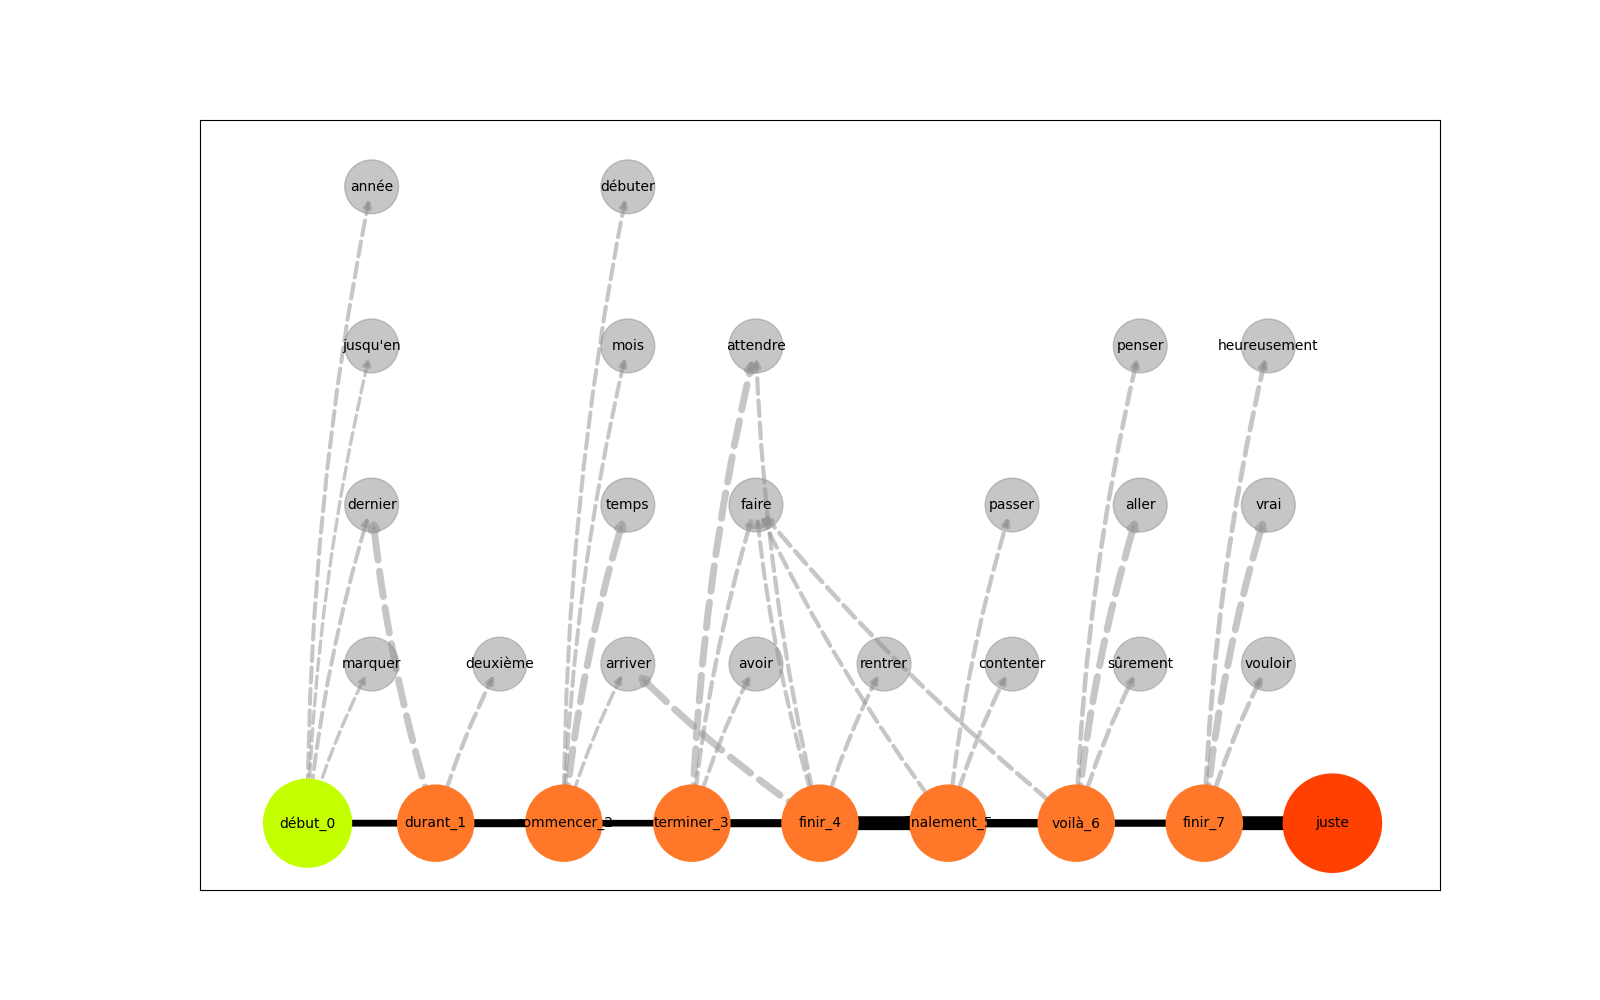 année débuter
jusqu'en mois attendre penser heureusement
dernier temps faire passer aller vrai
marquer deuxième arriver avoir rentrer contenter sûrement vouloir
début_0 durant_1 ommencer_2 terminer_3 finir_4 nalement_5 voilà_6 finir_7 juste